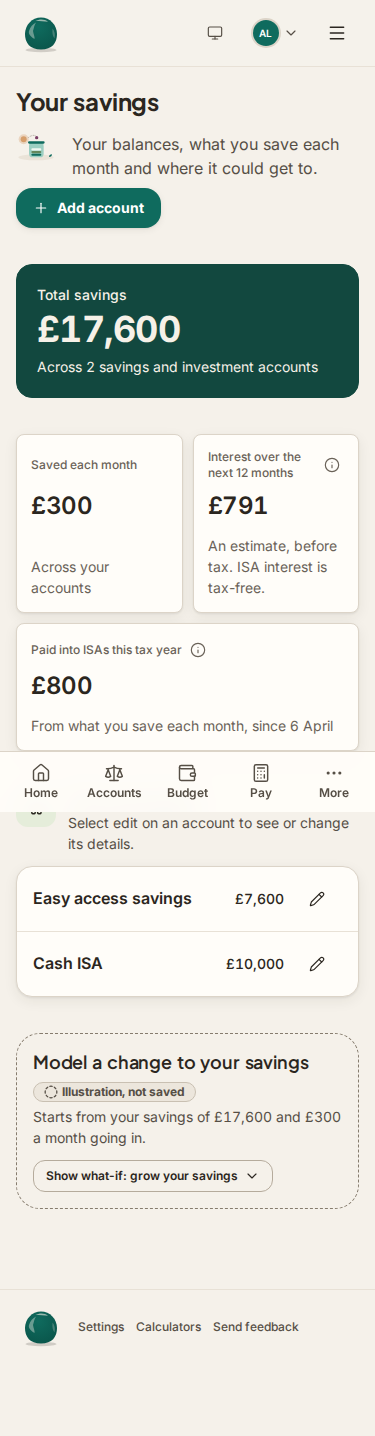 AL
Your savings
Your balances, what you save each
month and where it could get to.
Add account
Total savings
£17,600
Across 2 savings and investment accounts
Saved each month
£300
Across your
accounts
Interest over the
next 12 months
£791
An estimate, before
tax. ISA interest is
tax-free.
Paid into ISAs this tax year
£800
From what you save each month, since 6 April
Home
Accounts
Budget
Pay
More
Select edit on an account to see or change
its details.
Easy access savings
£7,600
Cash ISA
£10,000
Model a change to your savings
Illustration, not saved
Starts from your savings of £17,600 and £300
a month going in.
Show what-if: grow your savings
Settings
Calculators
Send feedback